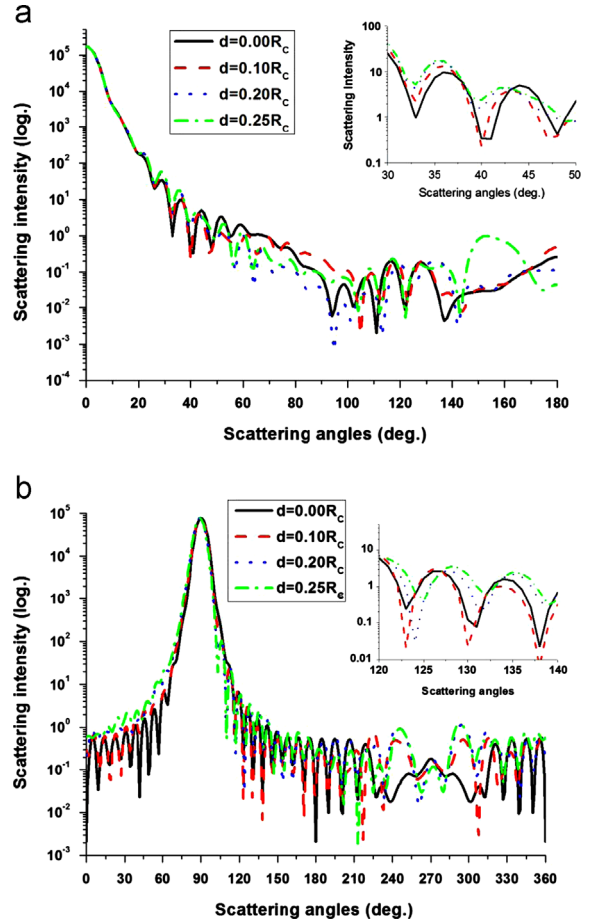 a
Scattering intensity (log.)
10^5
10^4
10^3
10^2
10^1
10^0
10^-1
10^-2
10^-3
10^-4
0 20 40 60 80 100 120 140 160 180
Scattering angles (deg.)
d=0.00R_C
d=0.10R_C
d=0.20R_C
d=0.25R_C
Scattering intensity
100
10
1
0.1
30 35 40 45 50
Scattering angles (deg.)
b
Scattering intensity (log.)
10^5
10^4
10^3
10^2
10^1
10^0
10^-1
10^-2
10^-3
0 30 60 90 120 150 180 210 240 270 300 330 360
Scattering angles (deg.)
d=0.00R_C
d=0.10R_C
d=0.20R_C
d=0.25R_C
10
1
0.1
0.01
120 125 130 135 140
Scattering angles